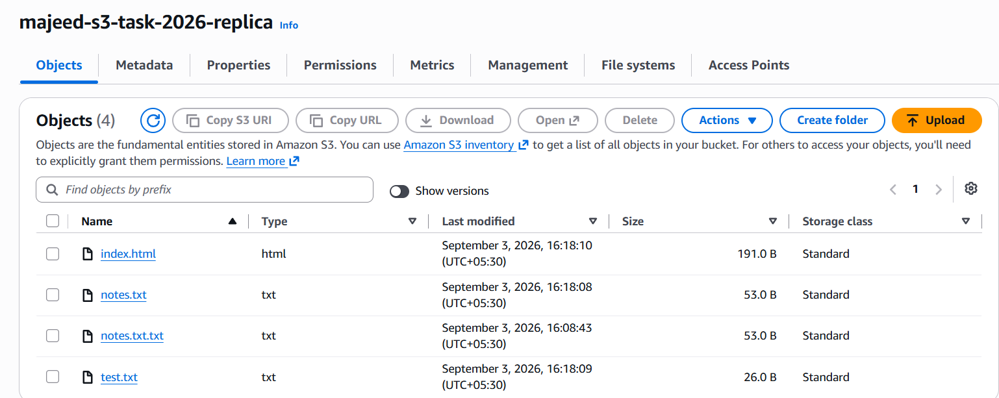 majeed-s3-task-2026-replica Info
Objects Metadata Properties Permissions Metrics Management File systems Access Points
Objects (4) Copy S3 URI Copy URL Download Open Delete Actions Create folder Upload
Objects are the fundamental entities stored in Amazon S3. You can use Amazon S3 inventory to get a list of all objects in your bucket. For others to access your objects, you'll need
to explicitly grant them permissions. Learn more
Find objects by prefix Show versions 1
Name Type Last modified Size Storage class
index.html html September 3, 2026, 16:18:10 (UTC+05:30) 191.0 B Standard
notes.txt txt September 3, 2026, 16:18:08 (UTC+05:30) 53.0 B Standard
notes.txt.txt txt September 3, 2026, 16:08:43 (UTC+05:30) 53.0 B Standard
test.txt txt September 3, 2026, 16:18:09 (UTC+05:30) 26.0 B Standard